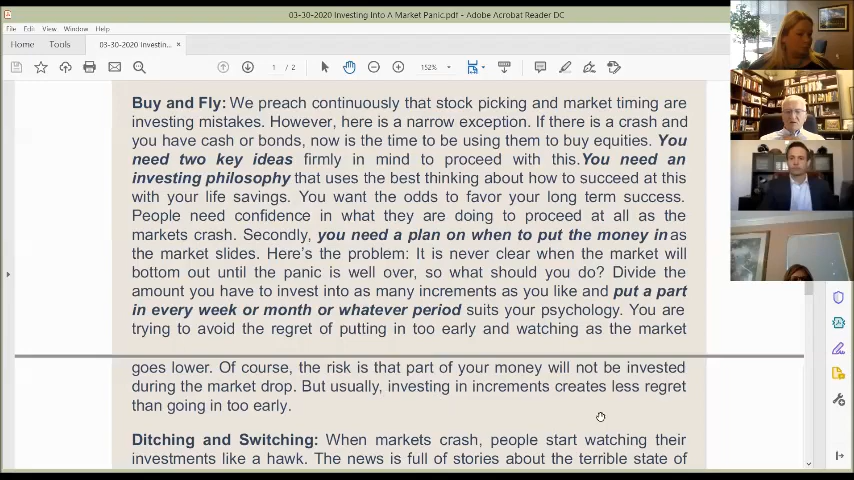 03-30-2020 Investing Into A Market Panic.pdf - Adobe Acrobat Reader DC
File Edit View Window Help
Home Tools 03-30-2020 Investin... ×
1 / 2 152%
Buy and Fly: We preach continuously that stock picking and market timing are
investing mistakes. However, here is a narrow exception. If there is a crash and
you have cash or bonds, now is the time to be using them to buy equities. You
need two key ideas firmly in mind to proceed with this.You need an
investing philosophy that uses the best thinking about how to succeed at this
with your life savings. You want the odds to favor your long term success.
People need confidence in what they are doing to proceed at all as the
markets crash. Secondly, you need a plan on when to put the money in as
the market slides. Here's the problem: It is never clear when the market will
bottom out until the panic is well over, so what should you do? Divide the
amount you have to invest into as many increments as you like and put a part
in every week or month or whatever period suits your psychology. You are
trying to avoid the regret of putting in too early and watching as the market
goes lower. Of course, the risk is that part of your money will not be invested
during the market drop. But usually, investing in increments creates less regret
than going in too early.
Ditching and Switching: When markets crash, people start watching their
investments like a hawk. The news is full of stories about the terrible state of